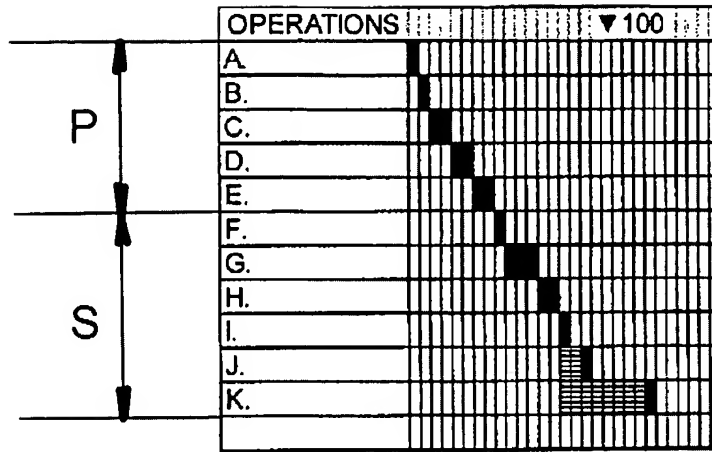 OPERATIONS ▼100
A.
B.
C.
P
D.
E.
F.
G.
H.
S
I.
J.
K.